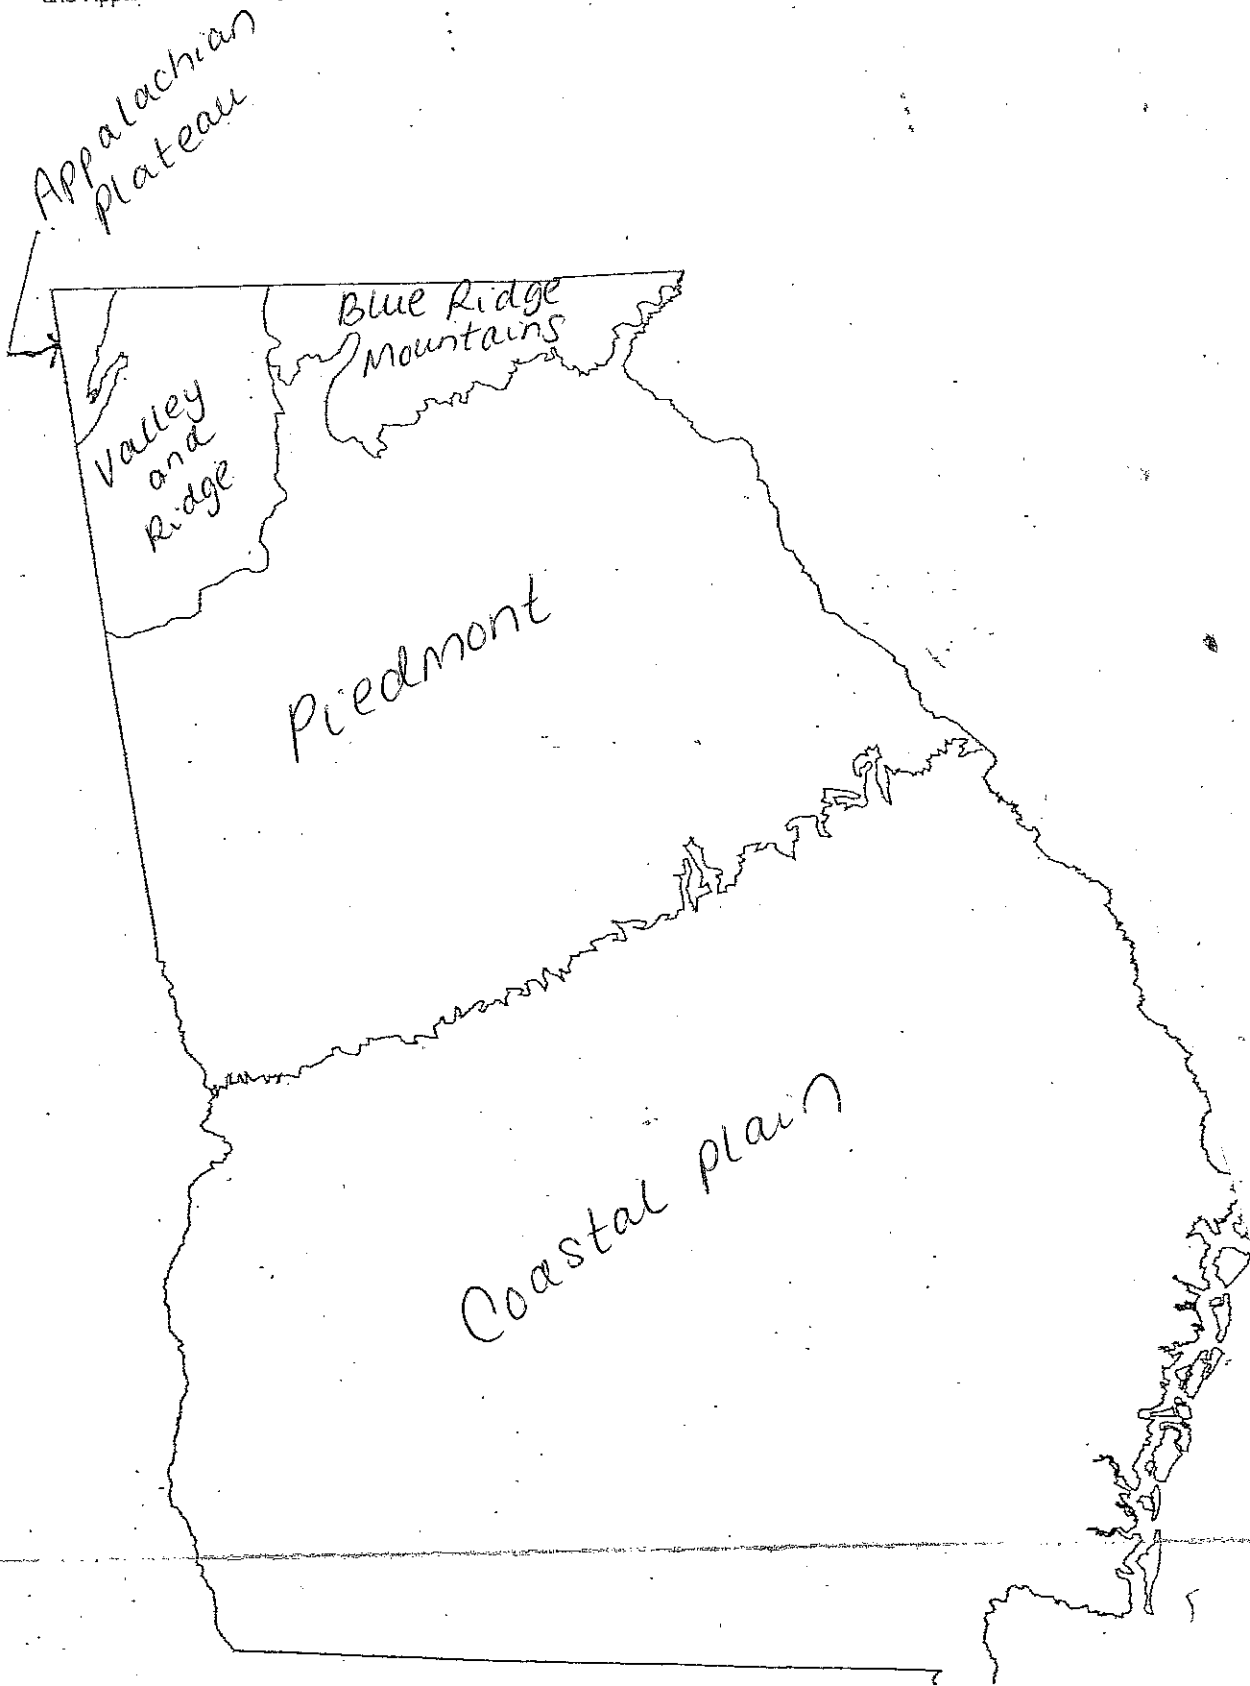 Appalachian
Plateau
Blue Ridge
Mountains
Valley
and
Ridge
Piedmont
Coastal plain